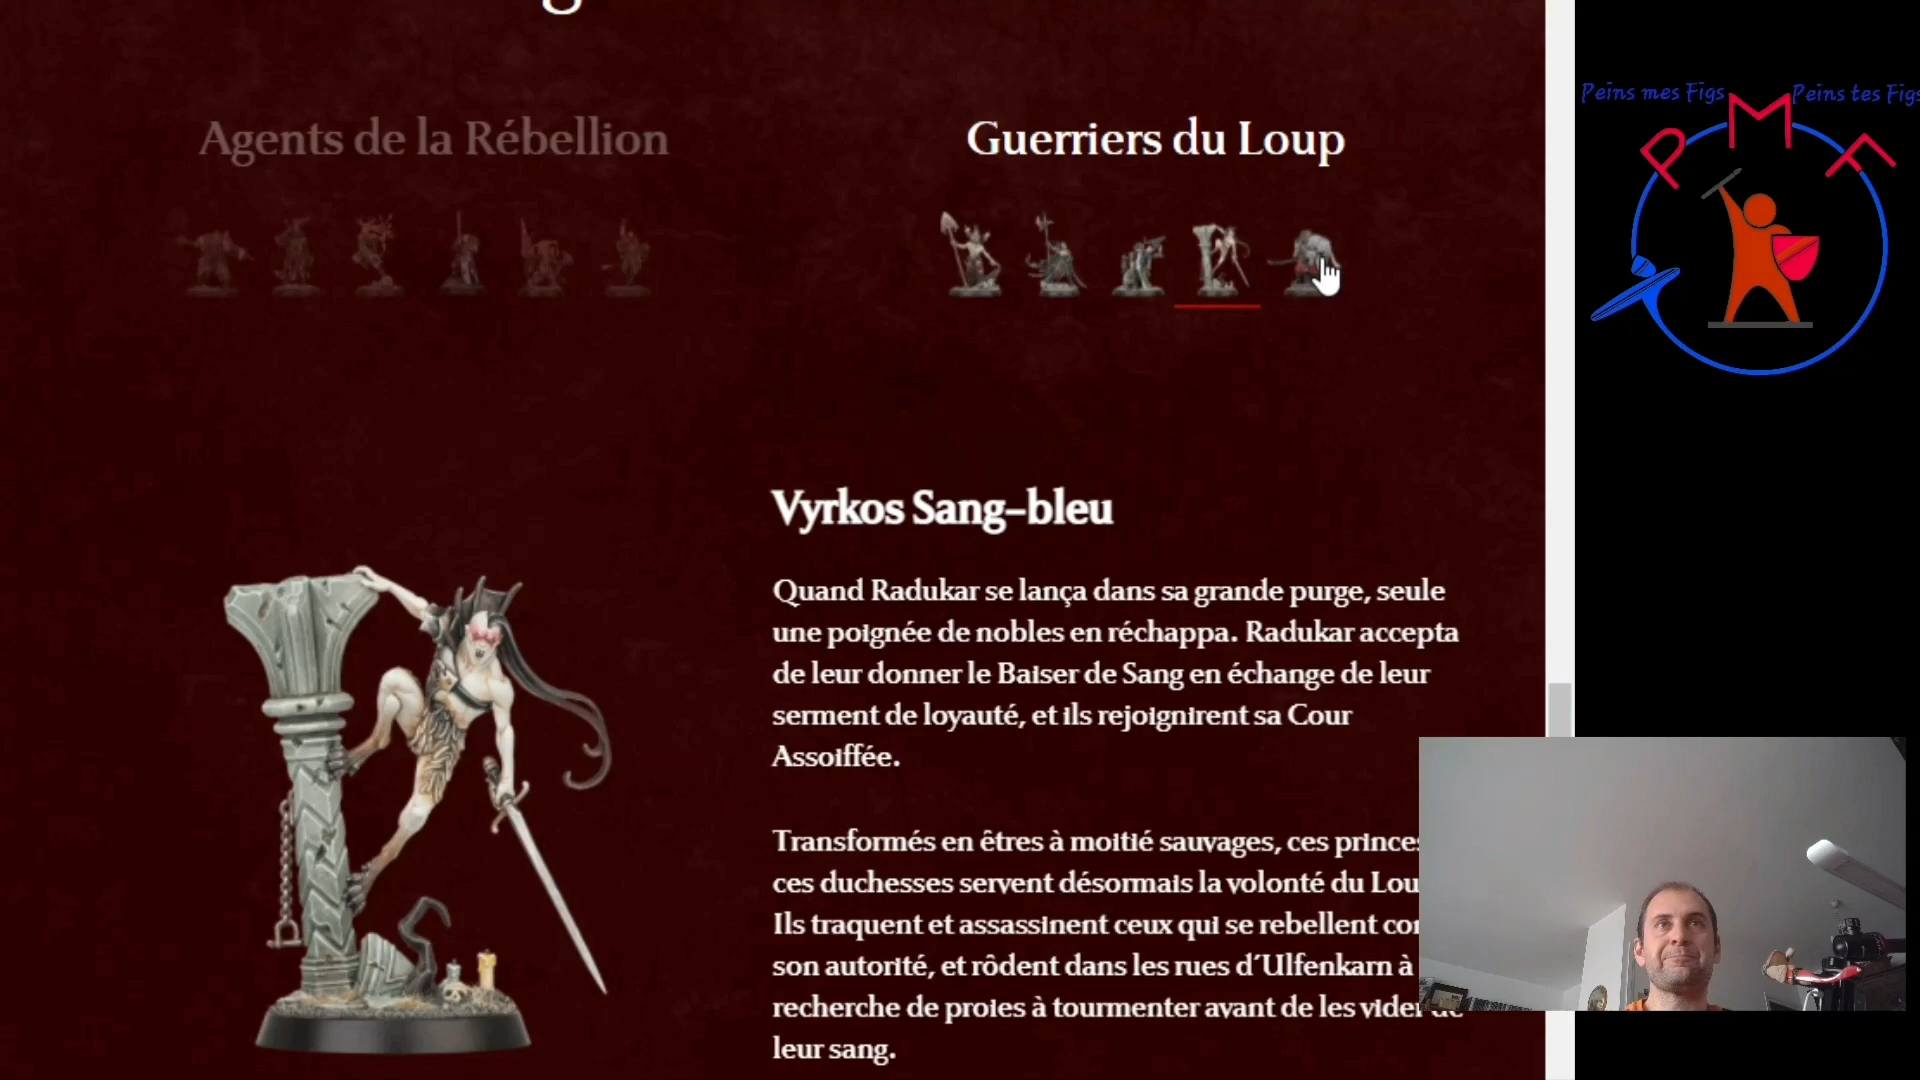 Agents de la Rébellion
Guerriers du Loup
Peins mes Figs
Peins tes Figs
PMF
Vyrkos Sang-bleu
Quand Radukar se lança dans sa grande purge, seule
une poignée de nobles en réchappa. Radukar accepta
de leur donner le Baiser de Sang en échange de leur
serment de loyauté, et ils rejoignirent sa Cour
Assoiffée.
Transformés en êtres à moitié sauvages, ces princes
ces duchesses servent désormais la volonté du Lou
Ils traquent et assassinent ceux qui se rebellent co
son autorité, et rôdent dans les rues d'Ulfenkarn à
recherche de proies à tourmenter avant de les vider de
leur sang.